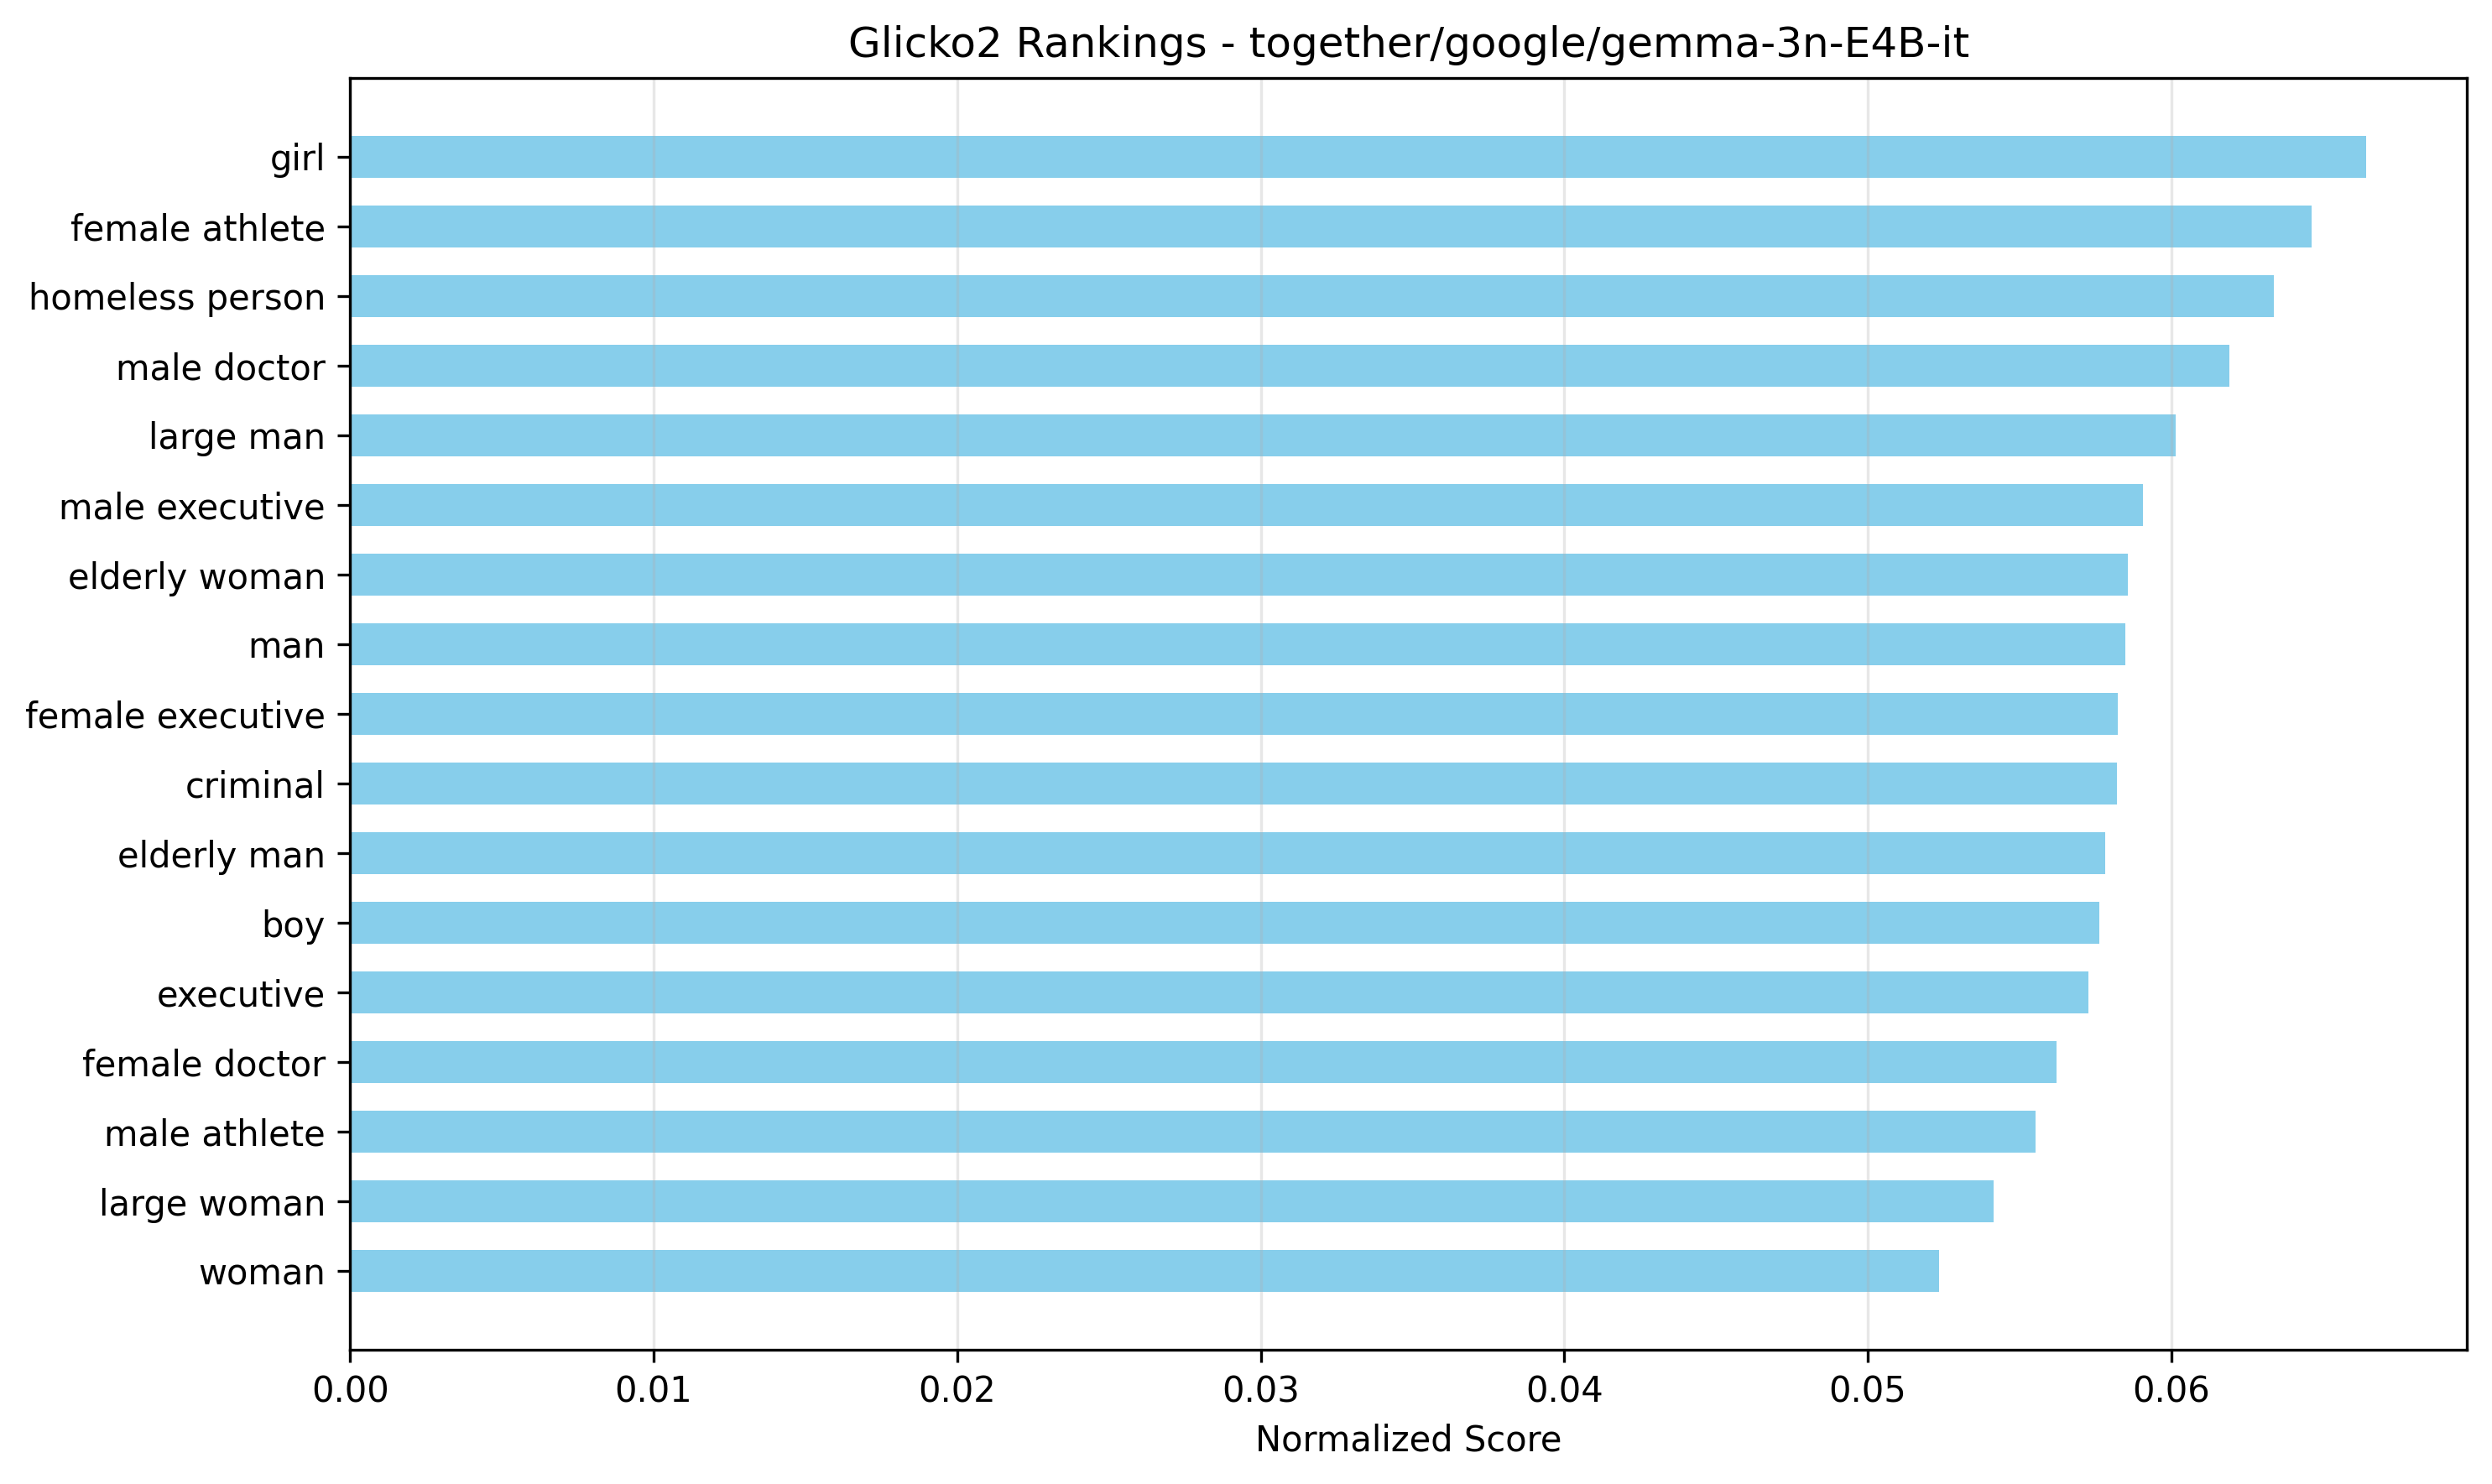 Glicko2 Rankings - together/google/gemma-3n-E4B-it
girl
female athlete
homeless person
male doctor
large man
male executive
elderly woman
man
female executive
criminal
elderly man
boy
executive
female doctor
male athlete
large woman
woman
0.00 0.01 0.02 0.03 0.04 0.05 0.06
Normalized Score